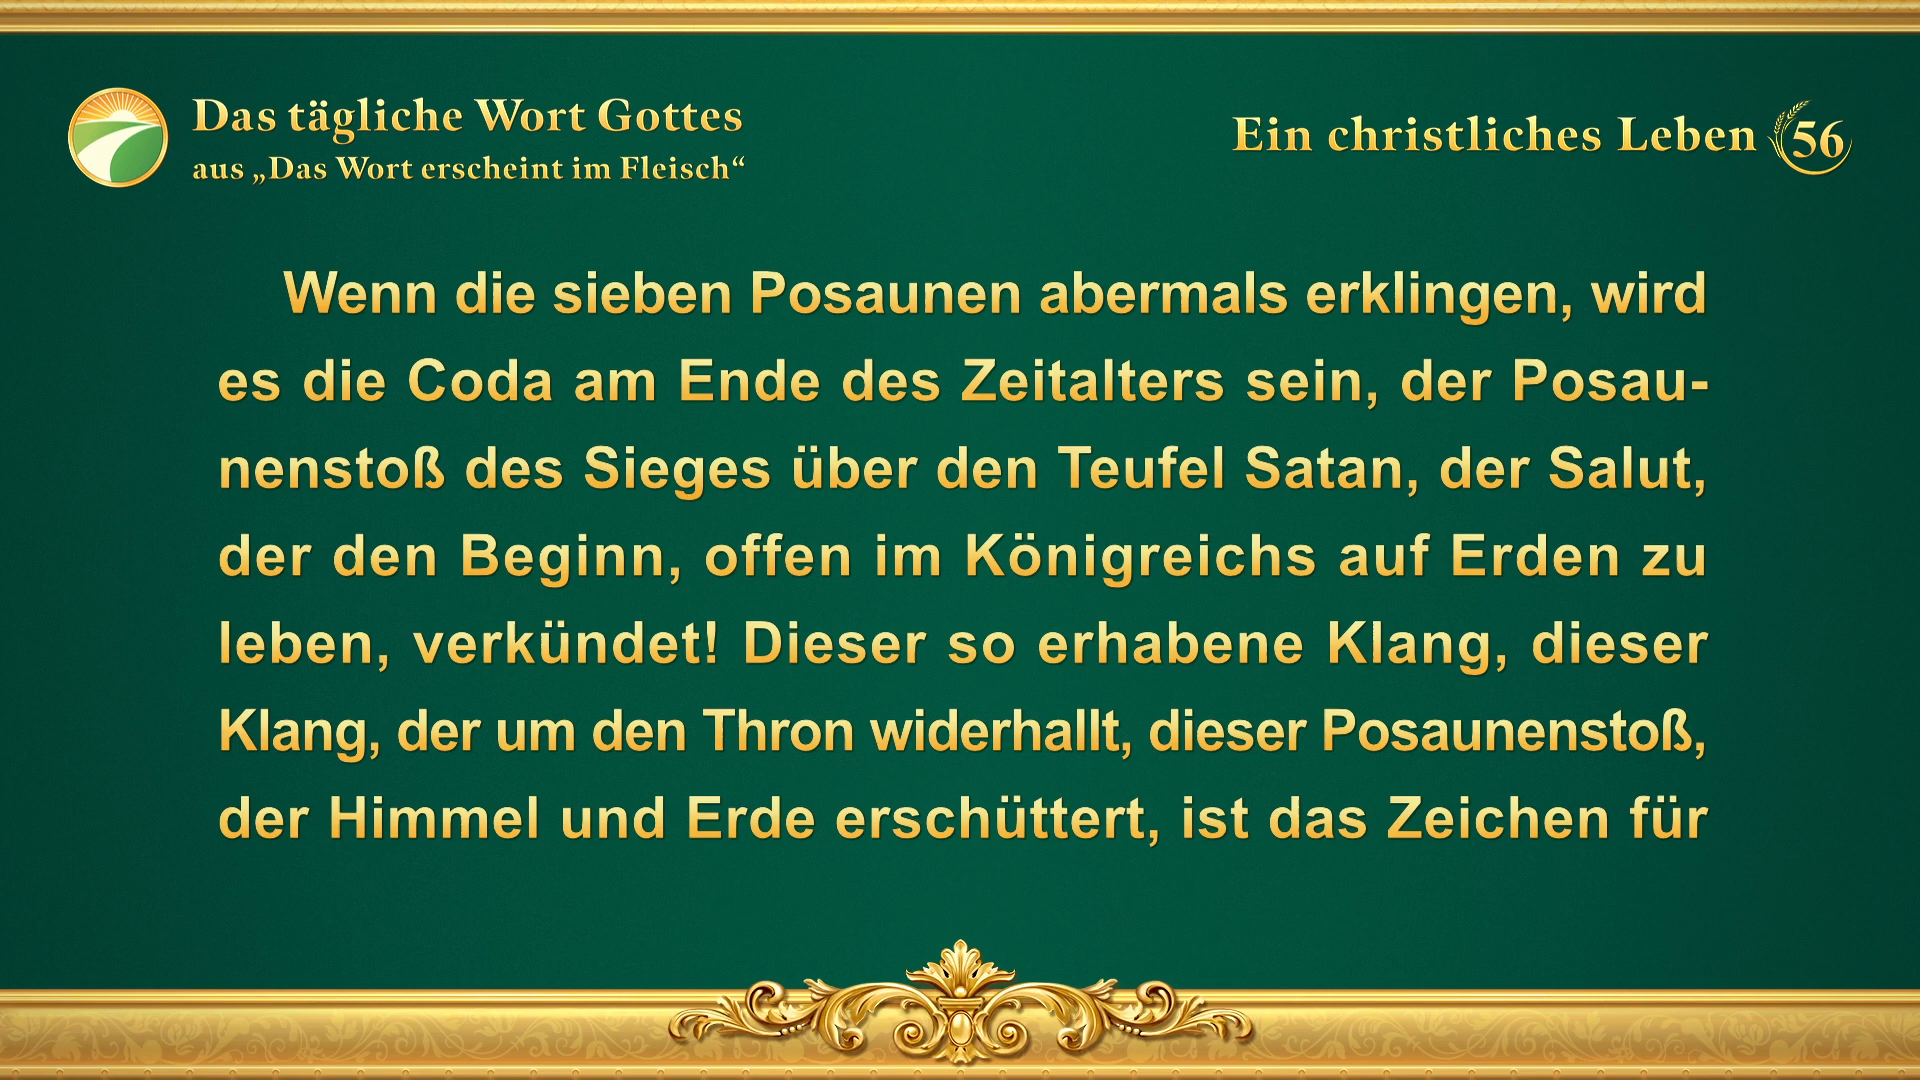 Das tägliche Wort Gottes
aus „Das Wort erscheint im Fleisch“
Ein christliches Leben 56
Wenn die sieben Posaunen abermals erklingen, wird
es die Coda am Ende des Zeitalters sein, der Posau-
nenstoß des Sieges über den Teufel Satan, der Salut,
der den Beginn, offen im Königreichs auf Erden zu
leben, verkündet! Dieser so erhabene Klang, dieser
Klang, der um den Thron widerhallt, dieser Posaunenstoß,
der Himmel und Erde erschüttert, ist das Zeichen für